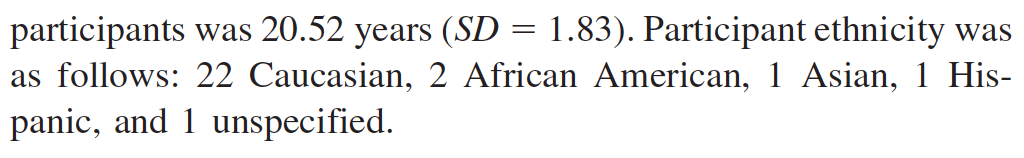 participants was 20.52 years (SD = 1.83). Participant ethnicity was
as follows: 22 Caucasian, 2 African American, 1 Asian, 1 His-
panic, and 1 unspecified.